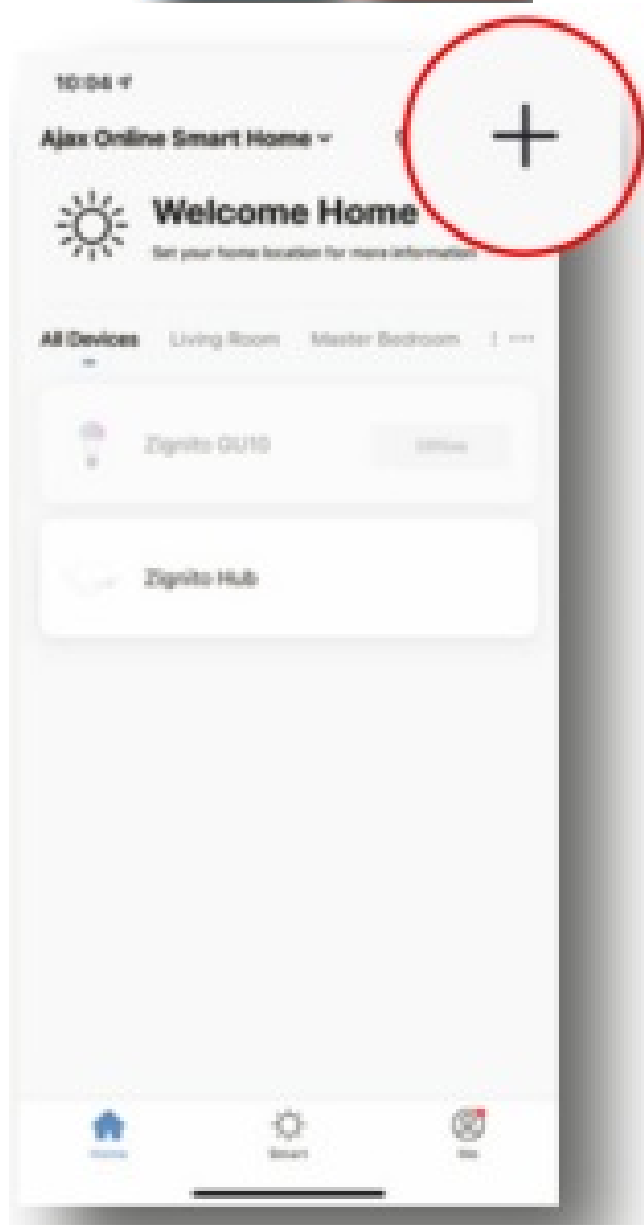 10:04
Ajax Online Smart Home
Welcome Home
Set your home location for more information
All Devices Living Room Master Bedroom
Zignito GU10 Offline
Zignito Hub
Home Smart Me